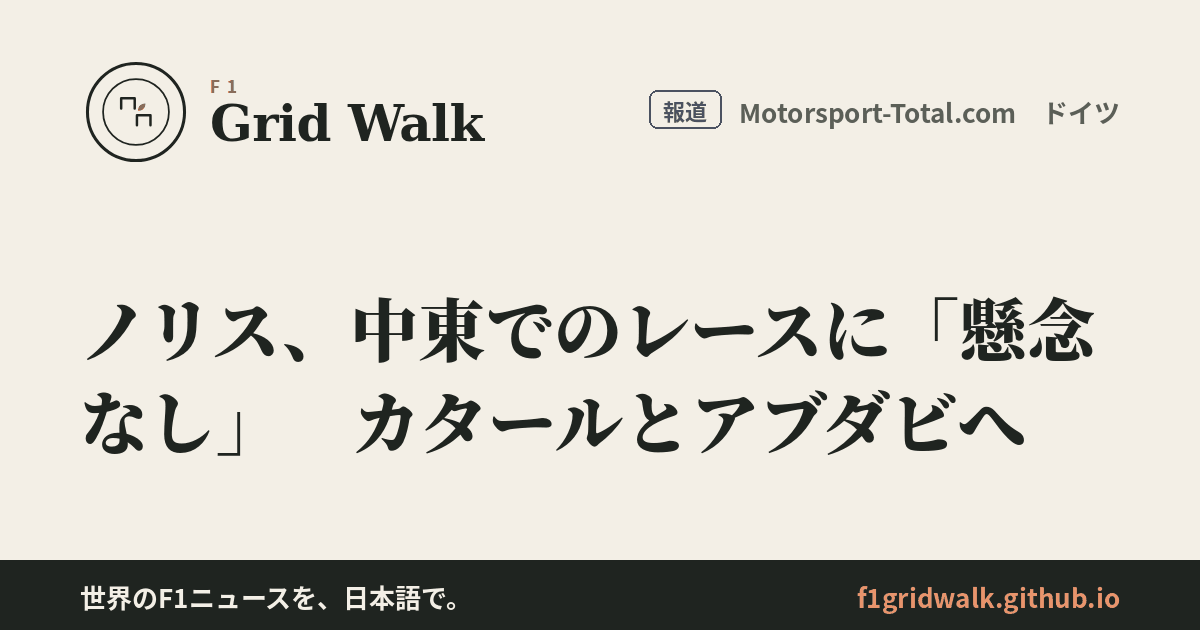 F1
Grid Walk
報道 Motorsport-Total.com ドイツ
ノリス、中東でのレースに「懸念
なし」 カタールとアブダビへ
世界のF1ニュースを、日本語で。
f1gridwalk.github.io